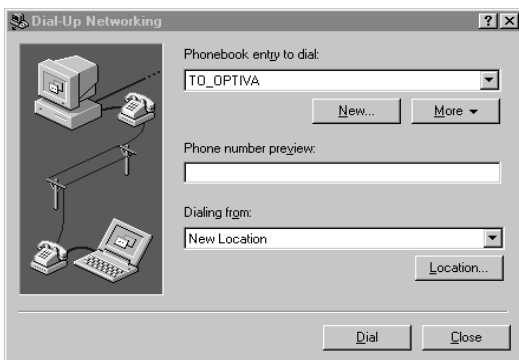 Dial-Up Networking
Phonebook entry to dial:
TO_OPTIVA
New... More
Phone number preview:
Dialing from:
New Location
Location...
Dial Close